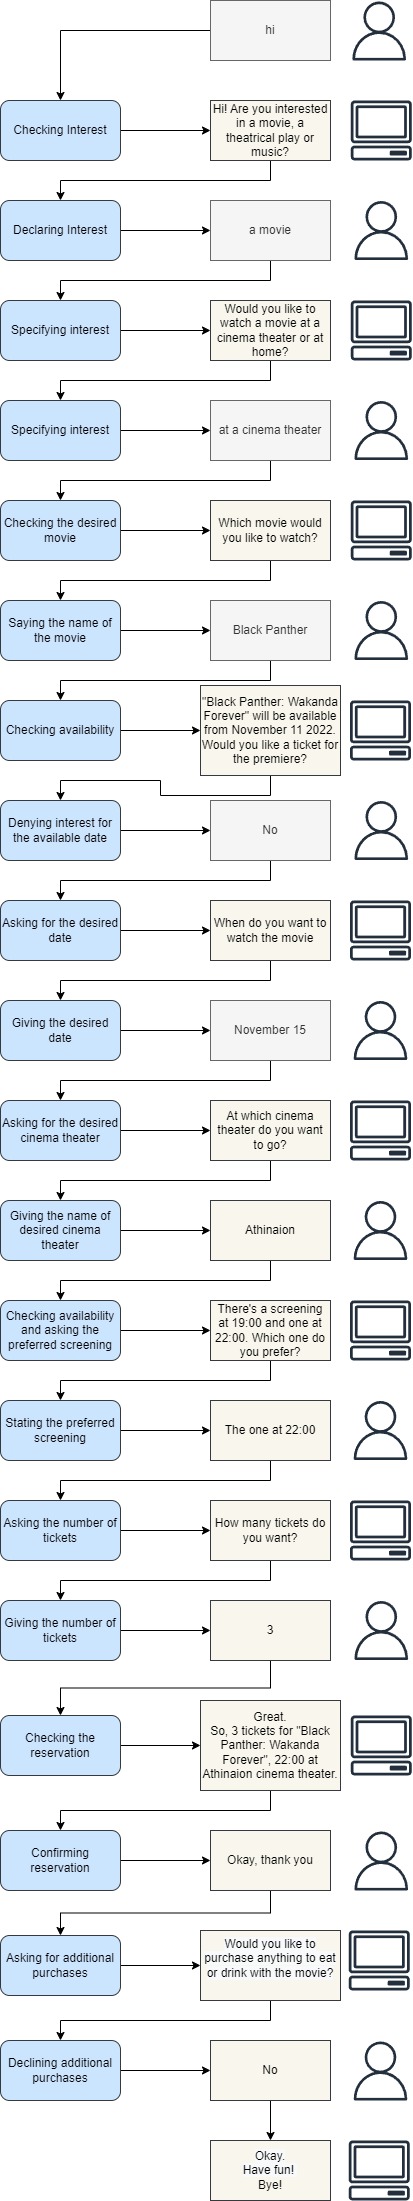 hi
Checking Interest
Hi! Are you interested
in a movie, a
theatrical play or
music?
Declaring Interest
a movie
Specifying interest
Would you like to
watch a movie at a
cinema theater or at
home?
Specifying interest
at a cinema theater
Checking the desired
movie
Which movie would
you like to watch?
Saying the name of
the movie
Black Panther
Checking availability
"Black Panther: Wakanda
Forever" will be available
from November 11 2022.
Would you like a ticket for
the premiere?
Denying interest for
the available date
No
Asking for the desired
date
When do you want to
watch the movie
Giving the desired
date
November 15
Asking for the desired
cinema theater
At which cinema
theater do you want
to go?
Giving the name of
desired cinema
theater
Athinaion
Checking availability
and asking the
preferred screening
There's a screening
at 19:00 and one at
22:00. Which one do
you prefer?
Stating the preferred
screening
The one at 22:00
Asking the number of
tickets
How many tickets do
you want?
Giving the number of
tickets
3
Checking the
reservation
Great.
So, 3 tickets for "Black
Panther: Wakanda
Forever", 22:00 at
Athinaion cinema theater.
Confirming
reservation
Okay, thank you
Asking for additional
purchases
Would you like to
purchase anything to eat
or drink with the movie?
Declining additional
purchases
No
Okay.
Have fun!
Bye!